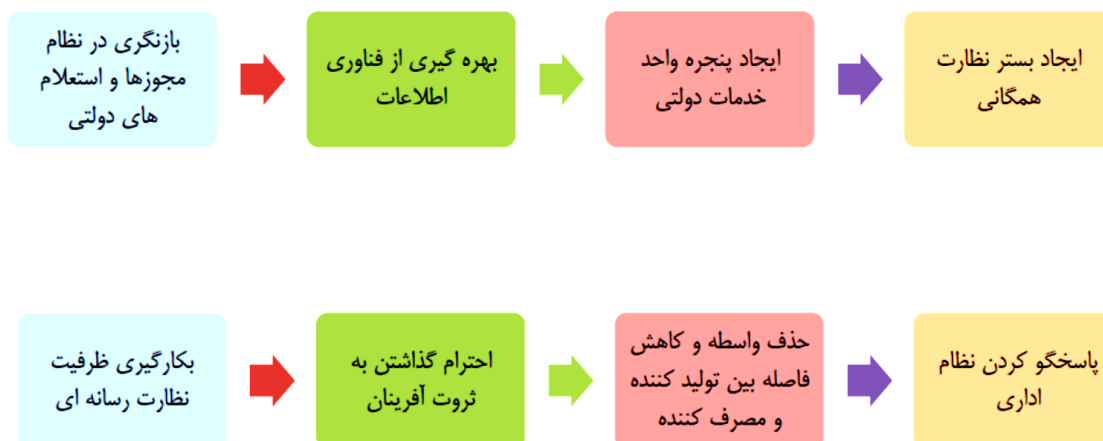 بازنگری در نظام
مجوزها و استعلام
های دولتی
بهره گیری از فناوری
اطلاعات
ایجاد پنجره واحد
خدمات دولتی
ایجاد بستر نظارت
همگانی
بکارگیری ظرفیت
نظارت رسانه ای
احترام گذاشتن به
ثروت آفرینان
حذف واسطه و کاهش
فاصله بین تولید کننده
و مصرف کننده
پاسخگو کردن نظام
اداری